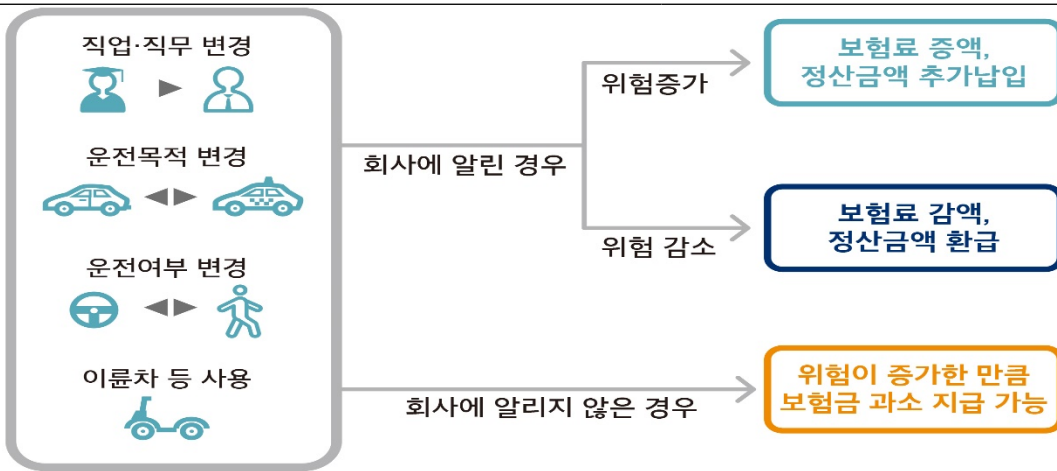 직업·직무 변경
운전목적 변경
운전여부 변경
이륜차 등 사용
회사에 알린 경우
위험증가
보험료 증액,
정산금액 추가납입
위험 감소
보험료 감액,
정산금액 환급
회사에 알리지 않은 경우
위험이 증가한 만큼
보험금 과소 지급 가능